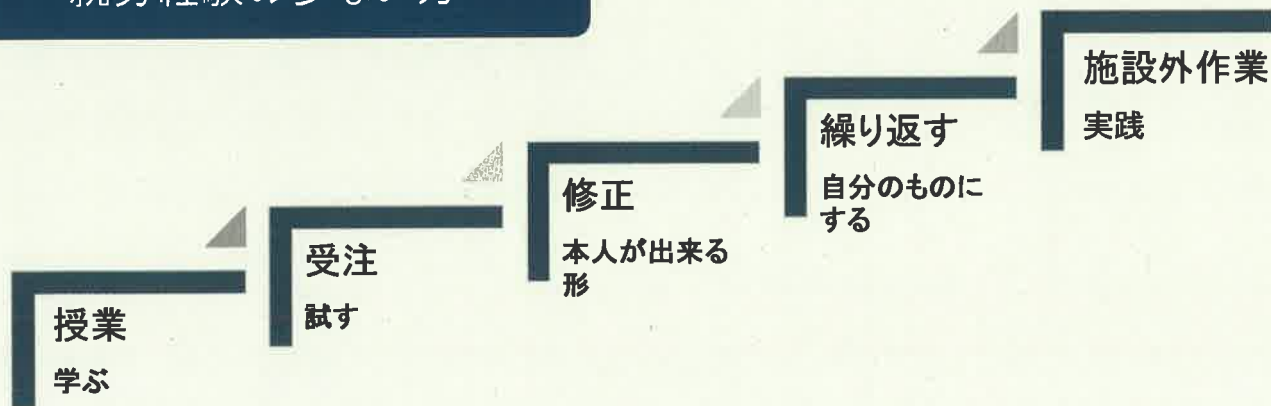 授業
学ぶ
受注
試す
修正
本人が出来る
形
繰り返す
自分のものに
する
施設外作業
実践